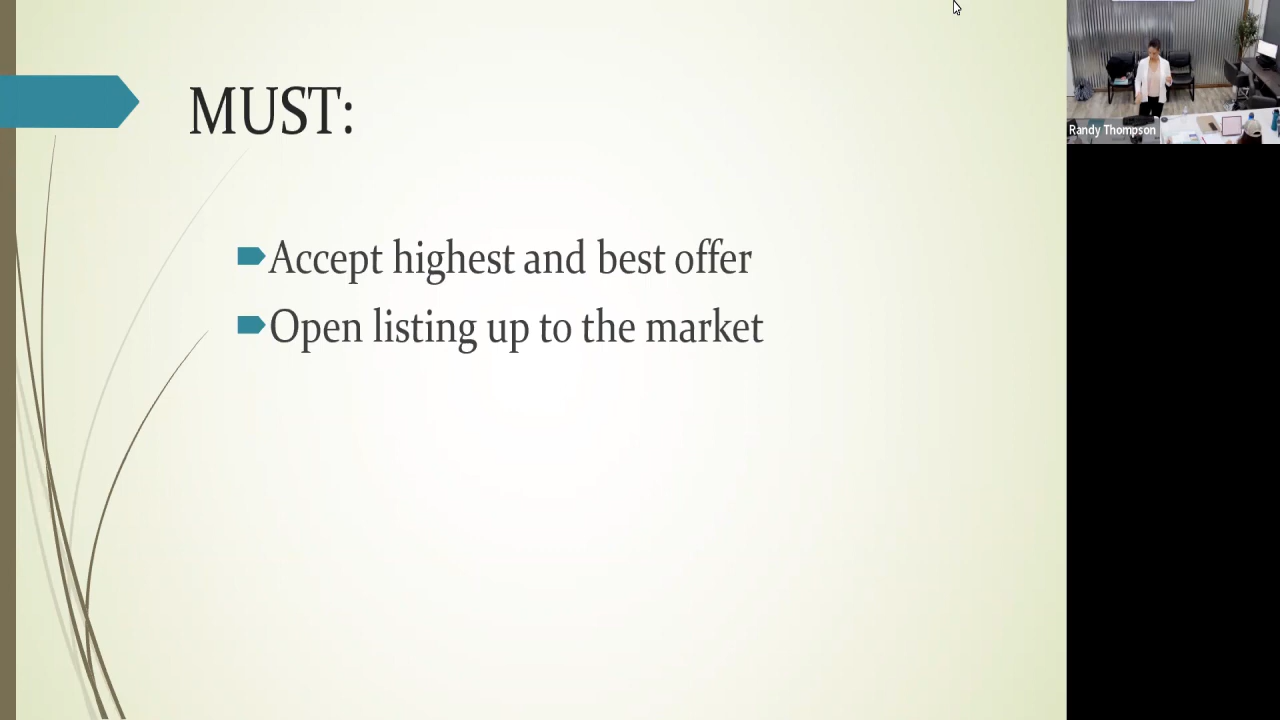 MUST:
Accept highest and best offer
Open listing up to the market
Randy Thompson